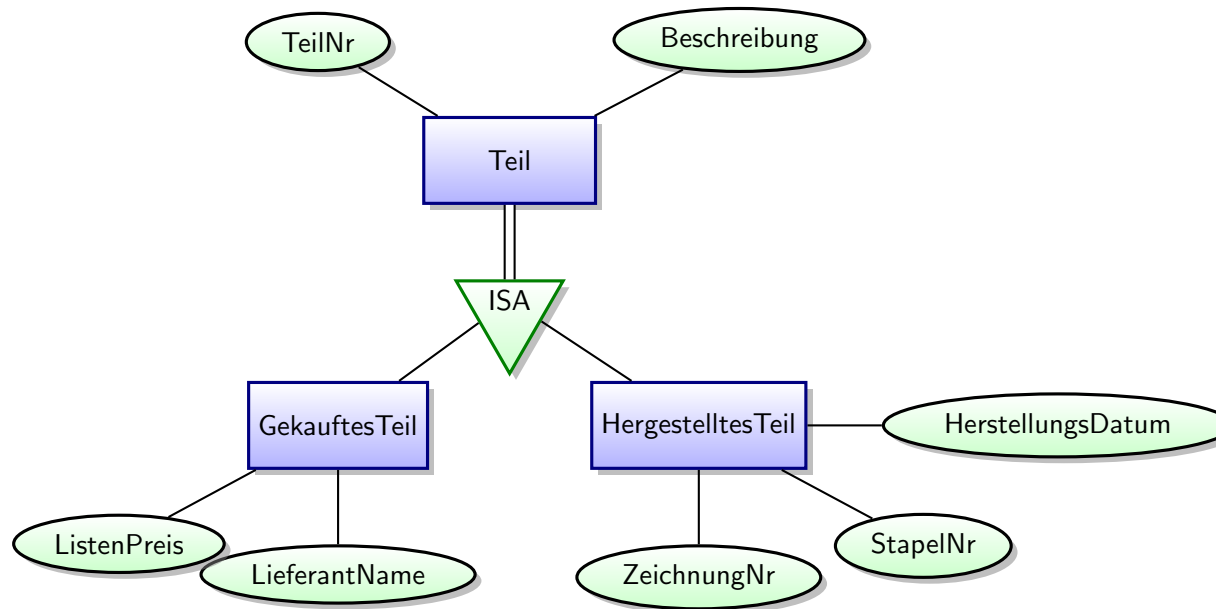 TeilNr
Beschreibung
Teil
ISA
GekauftesTeil
HergestelltesTeil
HerstellungsDatum
ListenPreis
LieferantName
ZeichnungNr
StapelNr